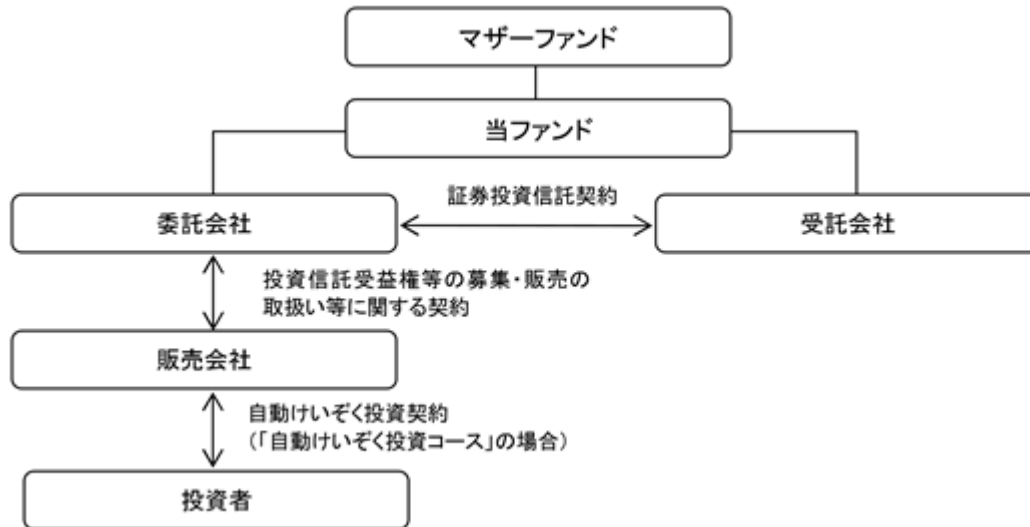 マザーファンド
当ファンド
証券投資信託契約
委託会社
受託会社
投資信託受益権等の募集・販売の
取扱い等に関する契約
販売会社
自動けいぞく投資契約
(「自動けいぞく投資コース」の場合)
投資者